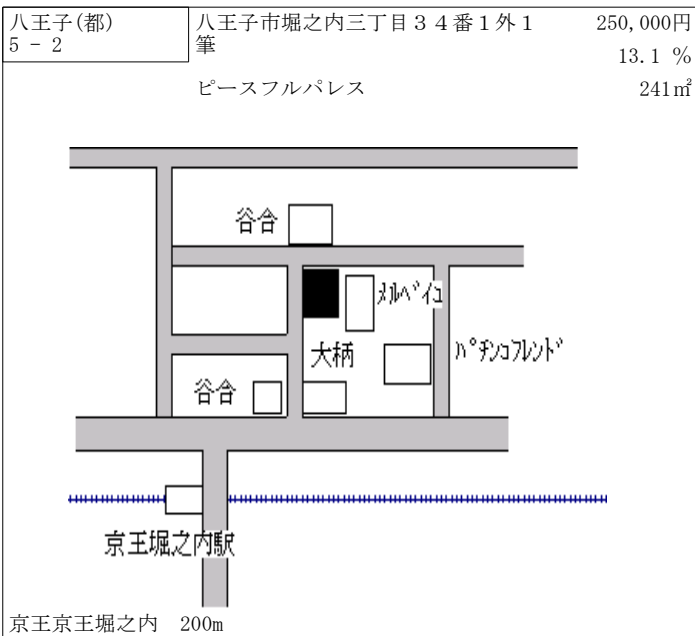 八王子(都)
5 - 2
八王子市堀之内三丁目３４番１外１
筆
ピースフルパレス
250,000円
13.1 %
241㎡
谷合
ﾒﾙﾍﾞｲﾕ
大柄
ﾊﾟﾁﾝｺﾌﾚﾝﾄﾞ
谷合
京王堀之内駅
京王京王堀之内　200m